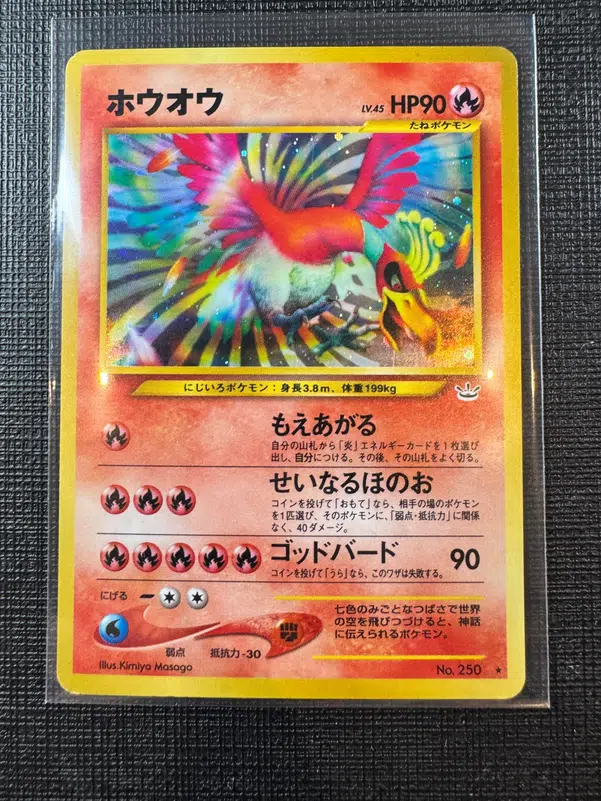 ホウオウ LV.45 HP90
たねポケモン
にじいろポケモン：身長3.8m、体重199kg
もえあがる
自分の山札から「炎」エネルギーカードを1枚選び
出し、自分につける。その後、その山札をよく切る。
せいなるほのお
コインを投げて「おもて」なら、相手の場のポケモン
を1匹選び、そのポケモンに、「弱点・抵抗力」に関係
なく、40ダメージ。
ゴッドバード 90
コインを投げて「うら」なら、このワザは失敗する。
にげる
七色のみごとなつばさで世界
の空を飛びつづけると、神話
に伝えられるポケモン。
弱点 抵抗力 -30
Illus.Kimiya Masago No. 250 ★